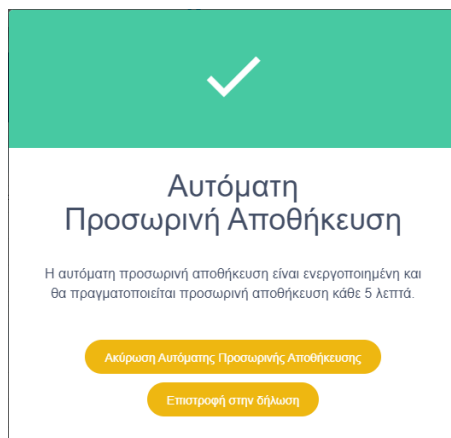 Αυτόματη
Προσωρινή Αποθήκευση
Η αυτόματη προσωρινή αποθήκευση είναι ενεργοποιημένη και
θα πραγματοποιείται προσωρινή αποθήκευση κάθε 5 λεπτά.
Ακύρωση Αυτόματης Προσωρινής Αποθήκευσης
Επιστροφή στην δήλωση